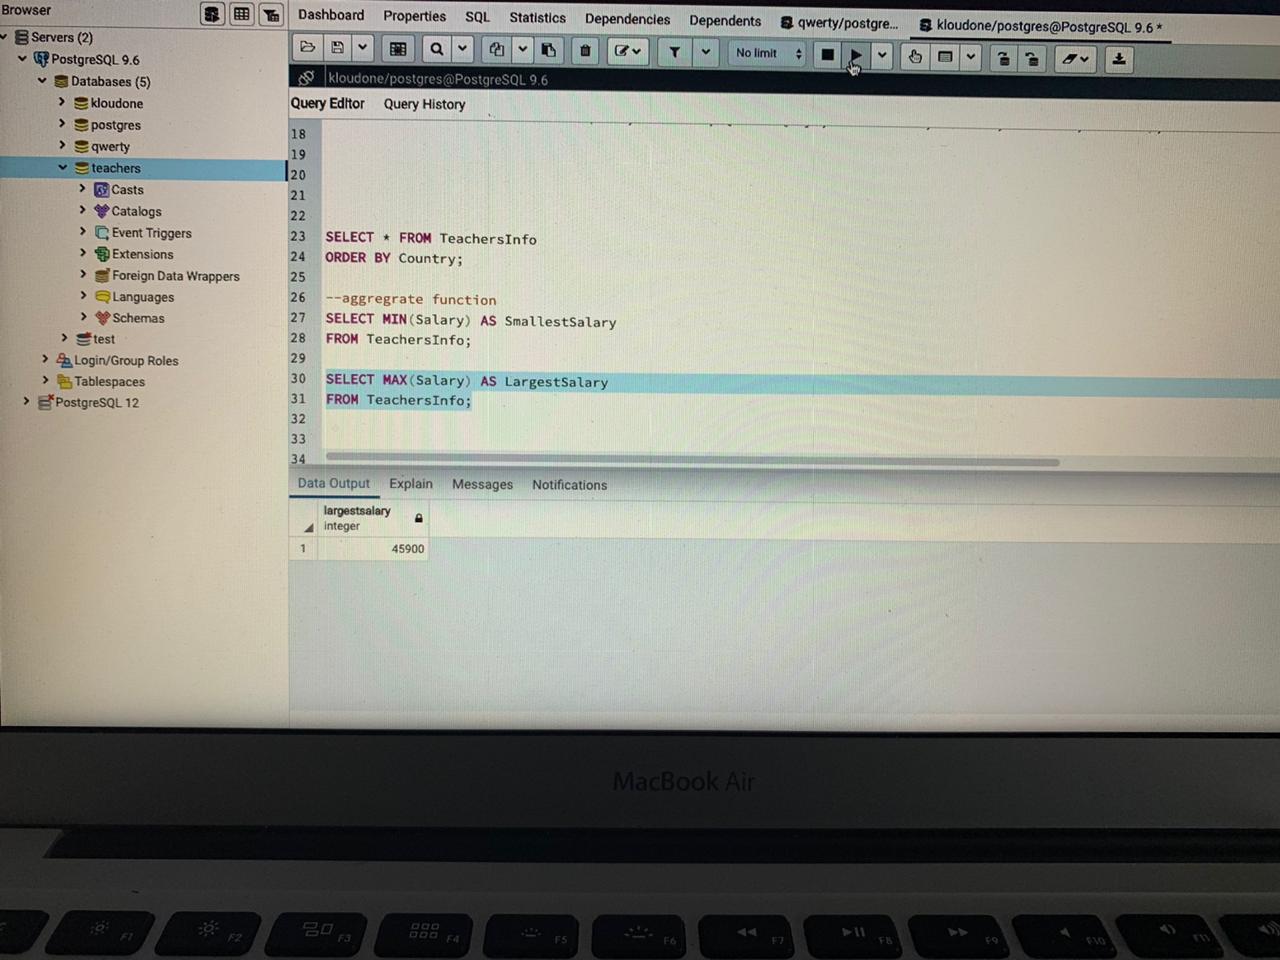 Browser
Servers (2)
PostgreSQL 9.6
Databases (5)
kloudone
postgres
qwerty
teachers
Casts
Catalogs
Event Triggers
Extensions
Foreign Data Wrappers
Languages
Schemas
test
Login/Group Roles
Tablespaces
PostgreSQL 12
Dashboard Properties SQL Statistics Dependencies Dependents qwerty/postgre... kloudone/postgres@PostgreSQL 9.6 *
No limit
kloudone/postgres@PostgreSQL 9.6
Query Editor Query History
18
19
20
21
22
23 SELECT * FROM TeachersInfo
24 ORDER BY Country;
25
26 --aggregrate function
27 SELECT MIN(Salary) AS SmallestSalary
28 FROM TeachersInfo;
29
30 SELECT MAX(Salary) AS LargestSalary
31 FROM TeachersInfo;
32
33
34
Data Output Explain Messages Notifications
largestsalary
integer
1 45900
MacBook Air
F1 F2 F3 F4 F5 F6 F7 F8 F9 F10 F11